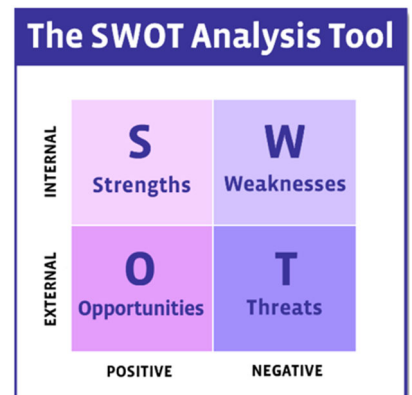 The SWOT Analysis Tool
INTERNAL
S
Strengths
W
Weaknesses
EXTERNAL
O
Opportunities
T
Threats
POSITIVE
NEGATIVE